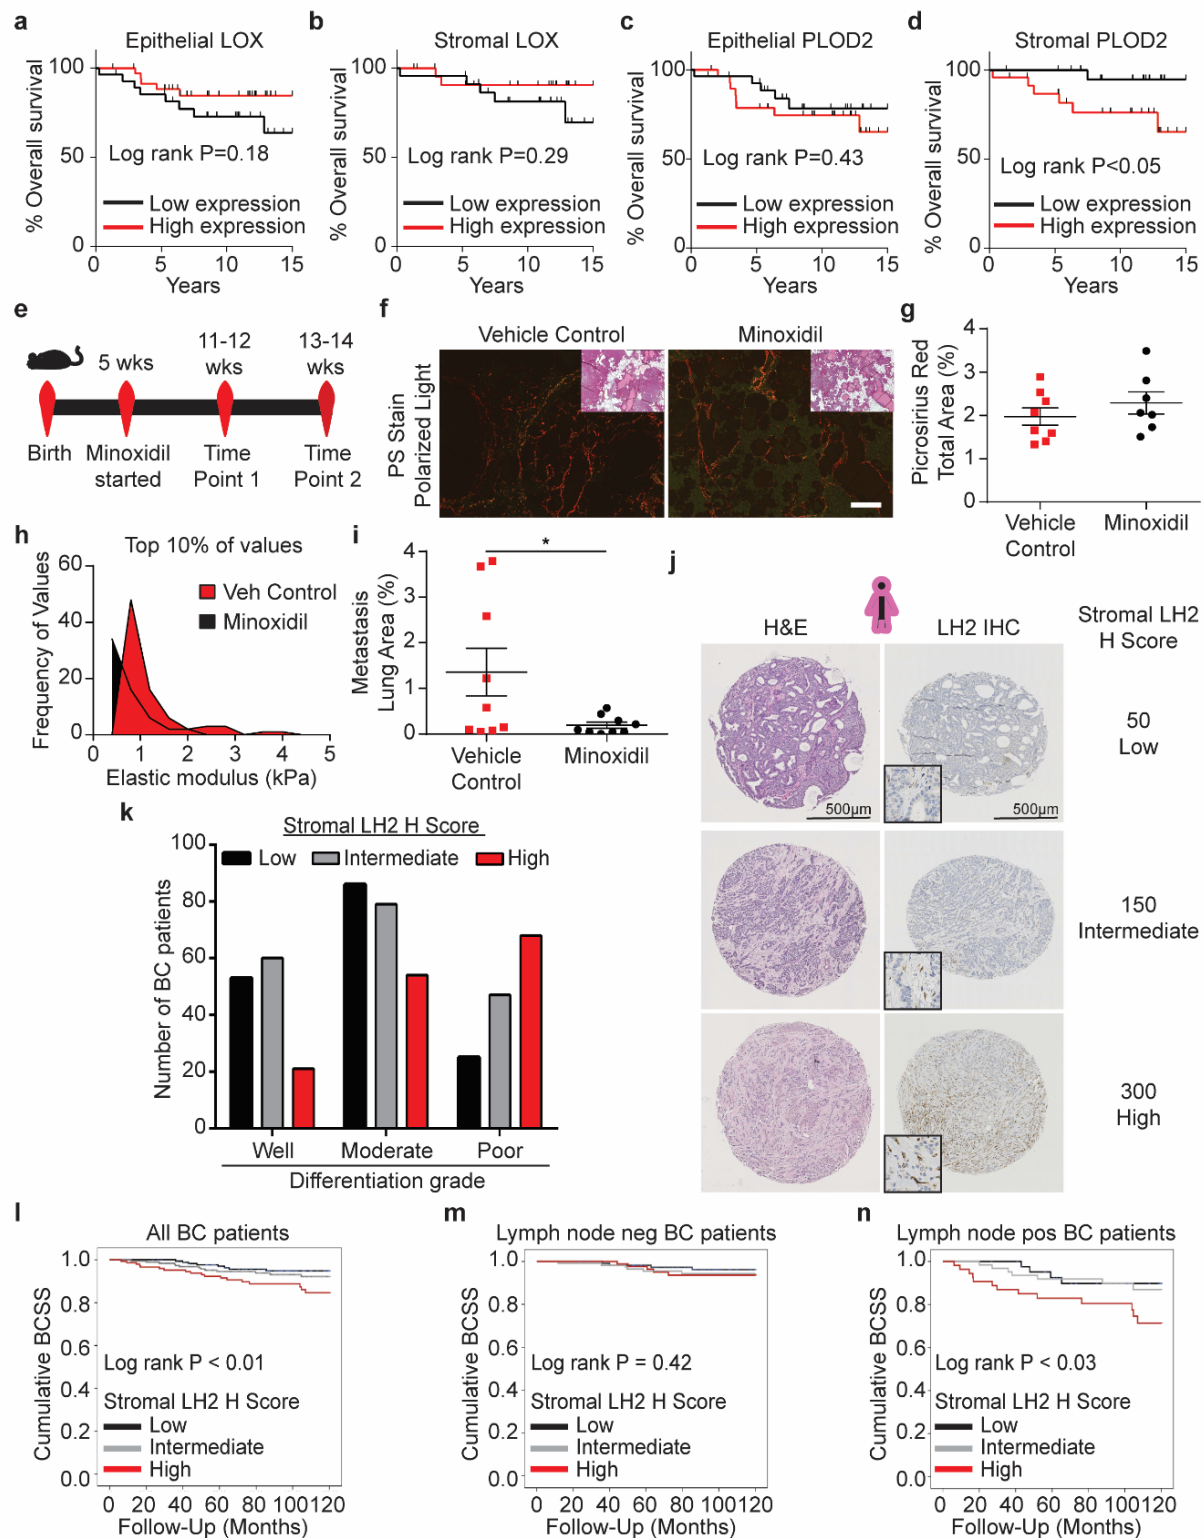 a
Epithelial LOX
100
50
0
% Overall survival
Log rank P=0.18
Low expression
High expression
0 5 10 15
Years
b
Stromal LOX
100
50
0
% Overall survival
Log rank P=0.29
Low expression
High expression
0 5 10 15
Years
c
Epithelial PLOD2
100
50
0
% Overall survival
Log rank P=0.43
Low expression
High expression
0 5 10 15
Years
d
Stromal PLOD2
100
50
0
% Overall survival
Log rank P<0.05
Low expression
High expression
0 5 10 15
Years
e
5 wks
11-12
wks
13-14
wks
Birth
Minoxidil
started
Time
Point 1
Time
Point 2
f
Vehicle Control
Minoxidil
PS Stain
Polarized Light
g
Picrosirius Red
Total Area (%)
4
3
2
1
0
Vehicle
Control
Minoxidil
h
Top 10% of values
Frequency of Values
60
40
20
0
Veh Control
Minoxidil
0 1 2 3 4 5
Elastic modulus (kPa)
i
*
Metastasis
Lung Area (%)
4
3
2
1
0
Vehicle
Control
Minoxidil
j
H&E
LH2 IHC
Stromal LH2
H Score
50
Low
500µm
500µm
150
Intermediate
300
High
k
Stromal LH2 H Score
Low Intermediate High
Number of BC patients
100
80
60
40
20
0
Well Moderate Poor
Differentiation grade
l
All BC patients
Cumulative BCSS
1.0
0.8
0.6
0.4
0.2
0.0
Log rank P < 0.01
Stromal LH2 H Score
Low
Intermediate
High
0 20 40 60 80 100 120
Follow-Up (Months)
m
Lymph node neg BC patients
Cumulative BCSS
1.0
0.8
0.6
0.4
0.2
0.0
Log rank P = 0.42
Stromal LH2 H Score
Low
Intermediate
High
0 20 40 60 80 100 120
Follow-Up (Months)
n
Lymph node pos BC patients
Cumulative BCSS
1.0
0.8
0.6
0.4
0.2
0.0
Log rank P < 0.03
Stromal LH2 H Score
Low
Intermediate
High
0 20 40 60 80 100 120
Follow-Up (Months)